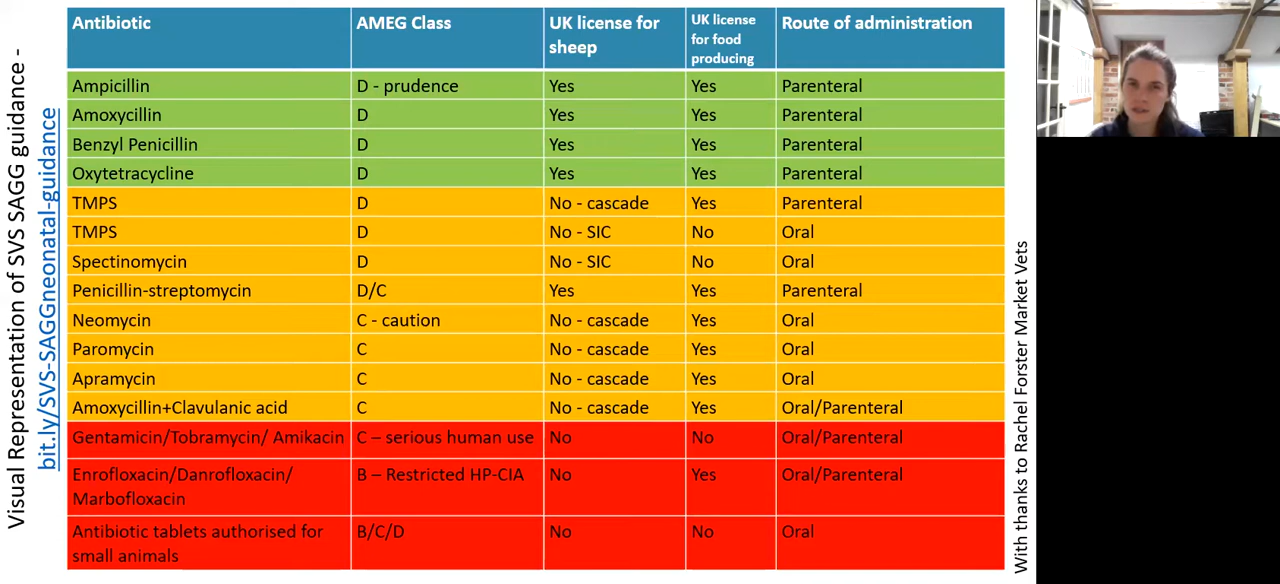 Visual Representation of SVS SAGG guidance -
bit.ly/SVS-SAGGneonatal-guidance
Antibiotic AMEG Class UK license for sheep UK license for food producing Route of administration
Ampicillin D - prudence Yes Yes Parenteral
Amoxycillin D Yes Yes Parenteral
Benzyl Penicillin D Yes Yes Parenteral
Oxytetracycline D Yes Yes Parenteral
TMPS D No - cascade Yes Parenteral
TMPS D No - SIC No Oral
Spectinomycin D No - SIC No Oral
Penicillin-streptomycin D/C Yes Yes Parenteral
Neomycin C - caution No - cascade Yes Oral
Paromycin C No - cascade Yes Oral
Apramycin C No - cascade Yes Oral
Amoxycillin+Clavulanic acid C No - cascade Yes Oral/Parenteral
Gentamicin/Tobramycin/ Amikacin C – serious human use No No Oral/Parenteral
Enrofloxacin/Danrofloxacin/ Marbofloxacin B – Restricted HP-CIA No Yes Oral/Parenteral
Antibiotic tablets authorised for small animals B/C/D No No Oral
With thanks to Rachel Forster Market Vets